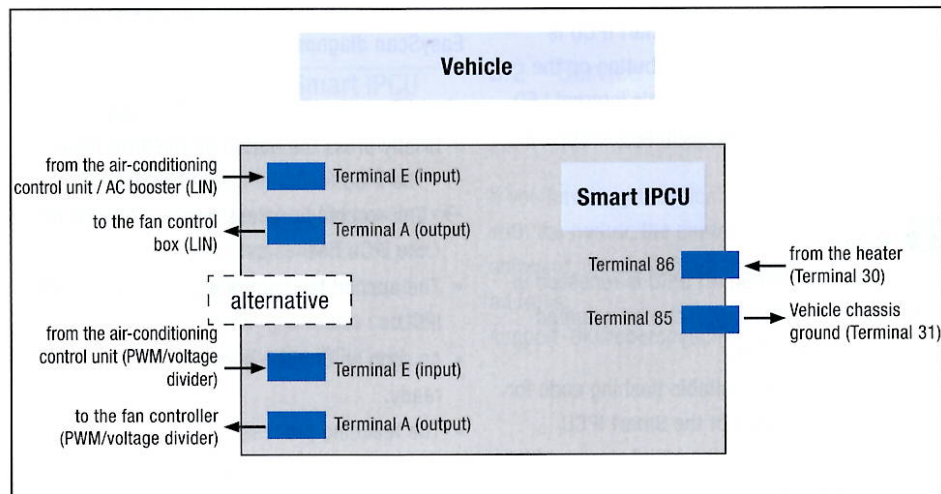 Vehicle
from the air-conditioning
control unit / AC booster (LIN)
Terminal E (input)
to the fan control
box (LIN)
Terminal A (output)
Smart IPCU
Terminal 86
from the heater
(Terminal 30)
alternative
Terminal 85
Vehicle chassis
ground (Terminal 31)
from the air-conditioning
control unit (PWM/voltage
divider)
Terminal E (input)
to the fan controller
(PWM/voltage divider)
Terminal A (output)